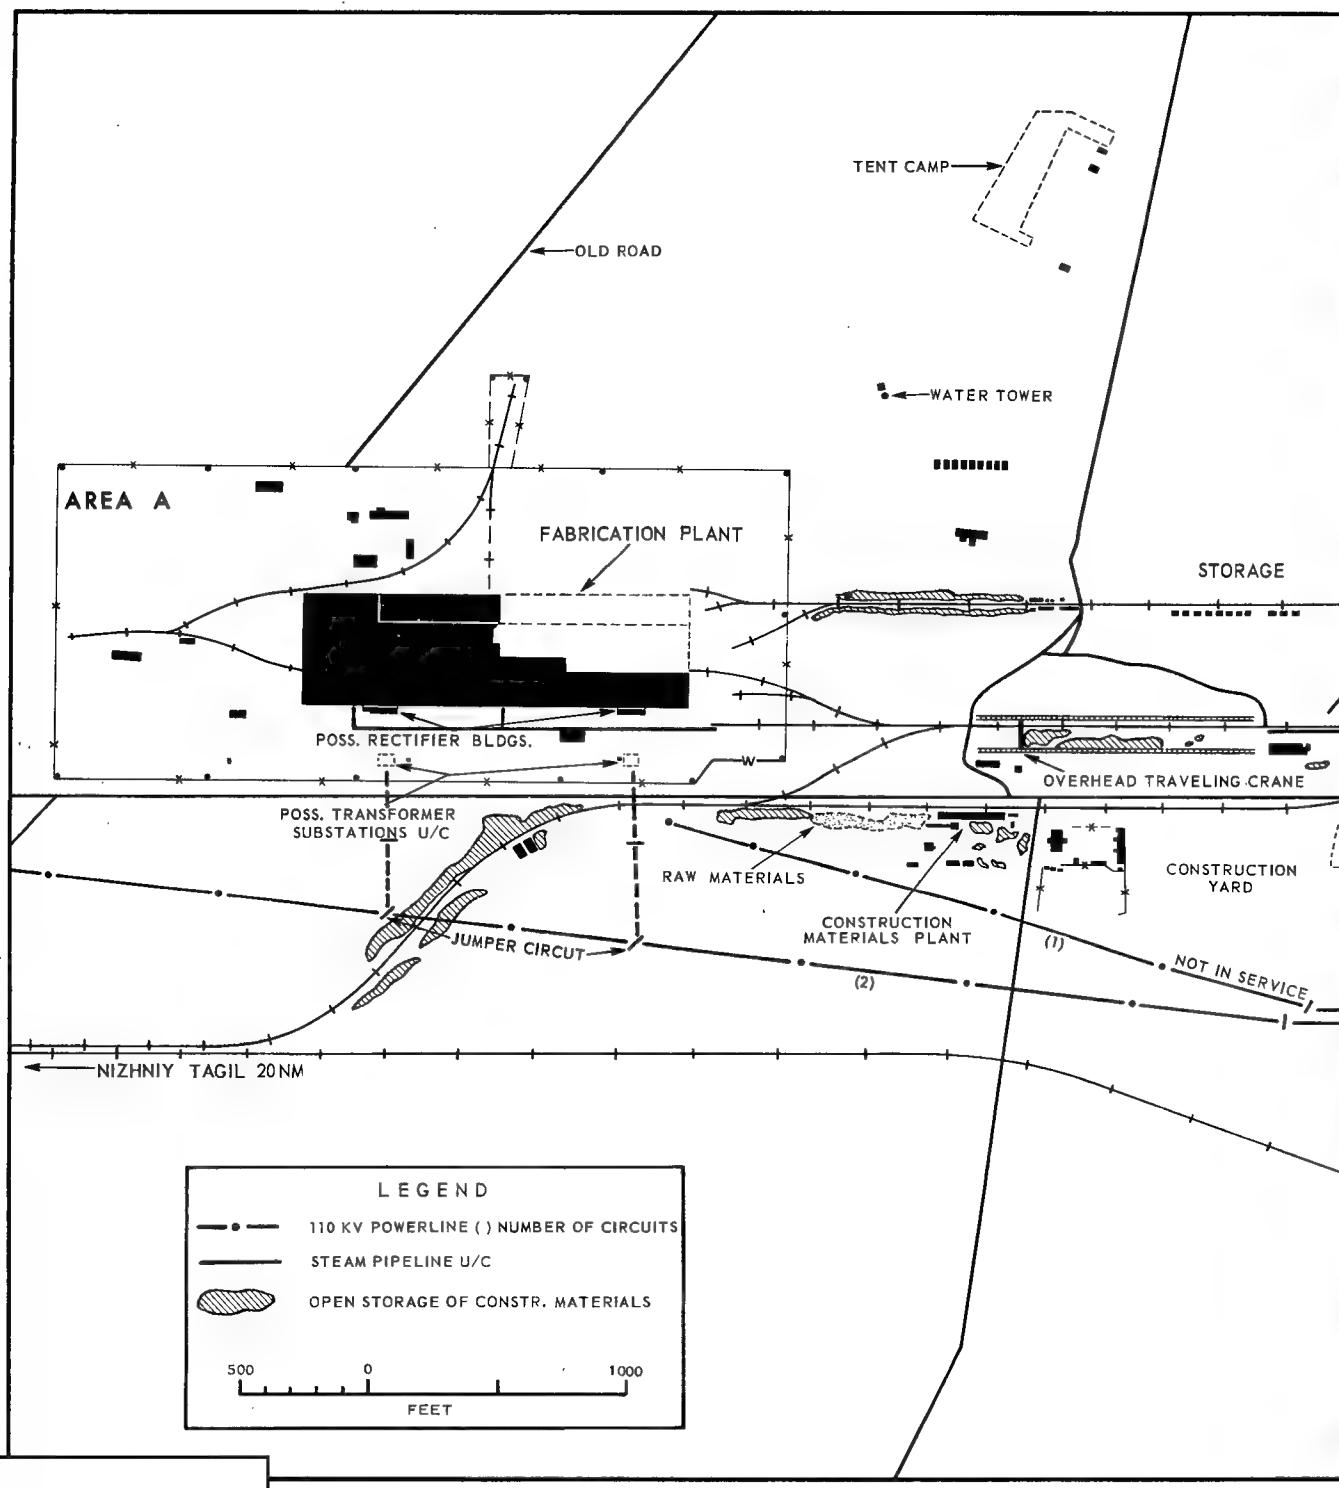 TENT CAMP
OLD ROAD
WATER TOWER
AREA A
FABRICATION PLANT
STORAGE
POSS. RECTIFIER BLDGS.
W
OVERHEAD TRAVELING CRANE
POSS. TRANSFORMER
SUBSTATIONS U/C
RAW MATERIALS
CONSTRUCTION
YARD
CONSTRUCTION
MATERIALS PLANT
(1)
JUMPER CIRCUT
NOT IN SERVICE
(2)
NIZHNIY TAGIL 20NM
LEGEND
110 KV POWERLINE ( ) NUMBER OF CIRCUITS
STEAM PIPELINE U/C
OPEN STORAGE OF CONSTR. MATERIALS
500 0 1000
FEET